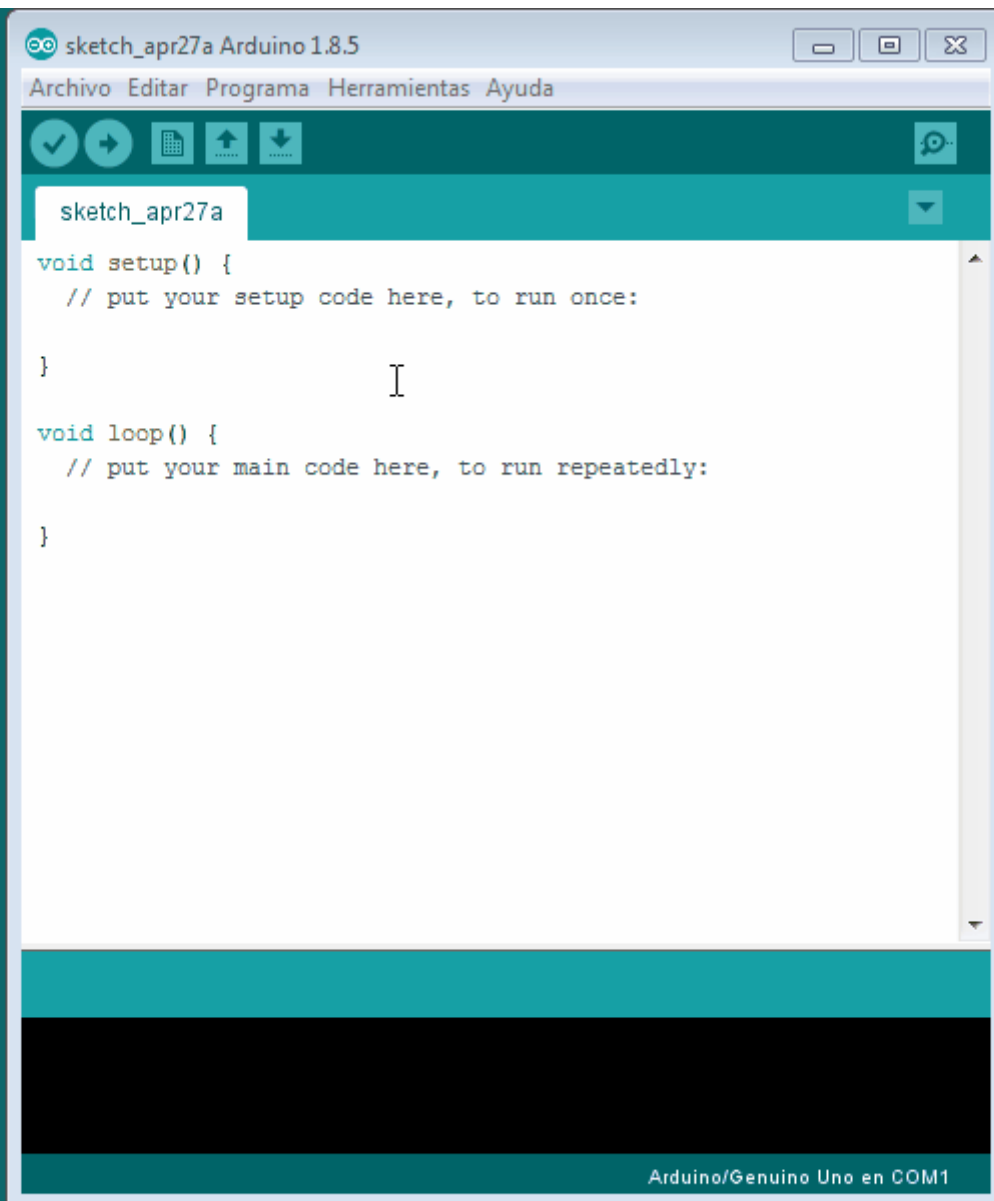 sketch_apr27a Arduino 1.8.5
Archivo Editar Programa Herramientas Ayuda
sketch_apr27a
void setup() {
  // put your setup code here, to run once:
}
void loop() {
  // put your main code here, to run repeatedly:
}
Arduino/Genuino Uno en COM1